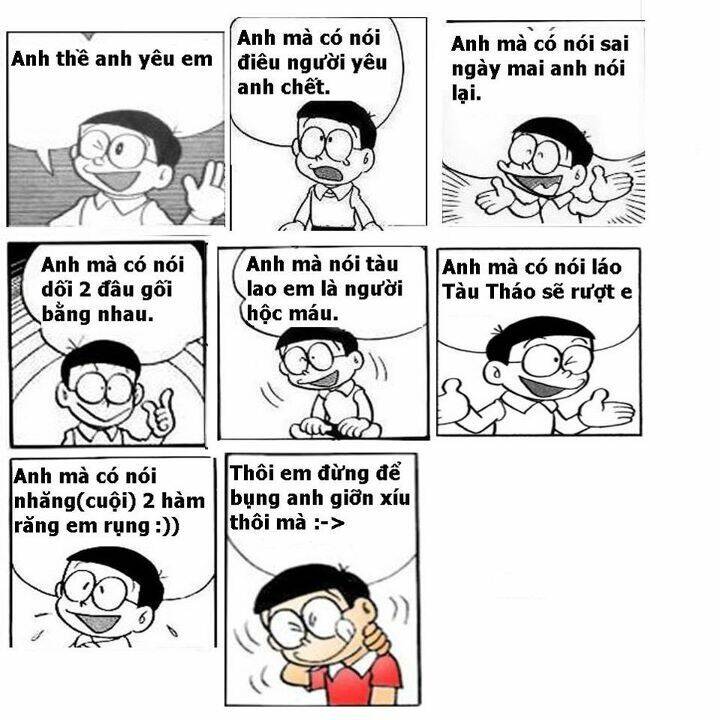 Anh thề anh yêu em
Anh mà có nói
điêu người yêu
anh chết.
Anh mà có nói sai
ngày mai anh nói
lại.
Anh mà có nói
dối 2 đâu gối
bằng nhau.
Anh mà nói tàu
lao em là người
hộc máu.
Anh mà có nói láo
Tàu Tháo sẽ rượt e
Anh mà có nói
nhăng(cuội) 2 hàm
răng em rụng :))
Thôi em đừng để
bụng anh giỡn xíu
thôi mà :->